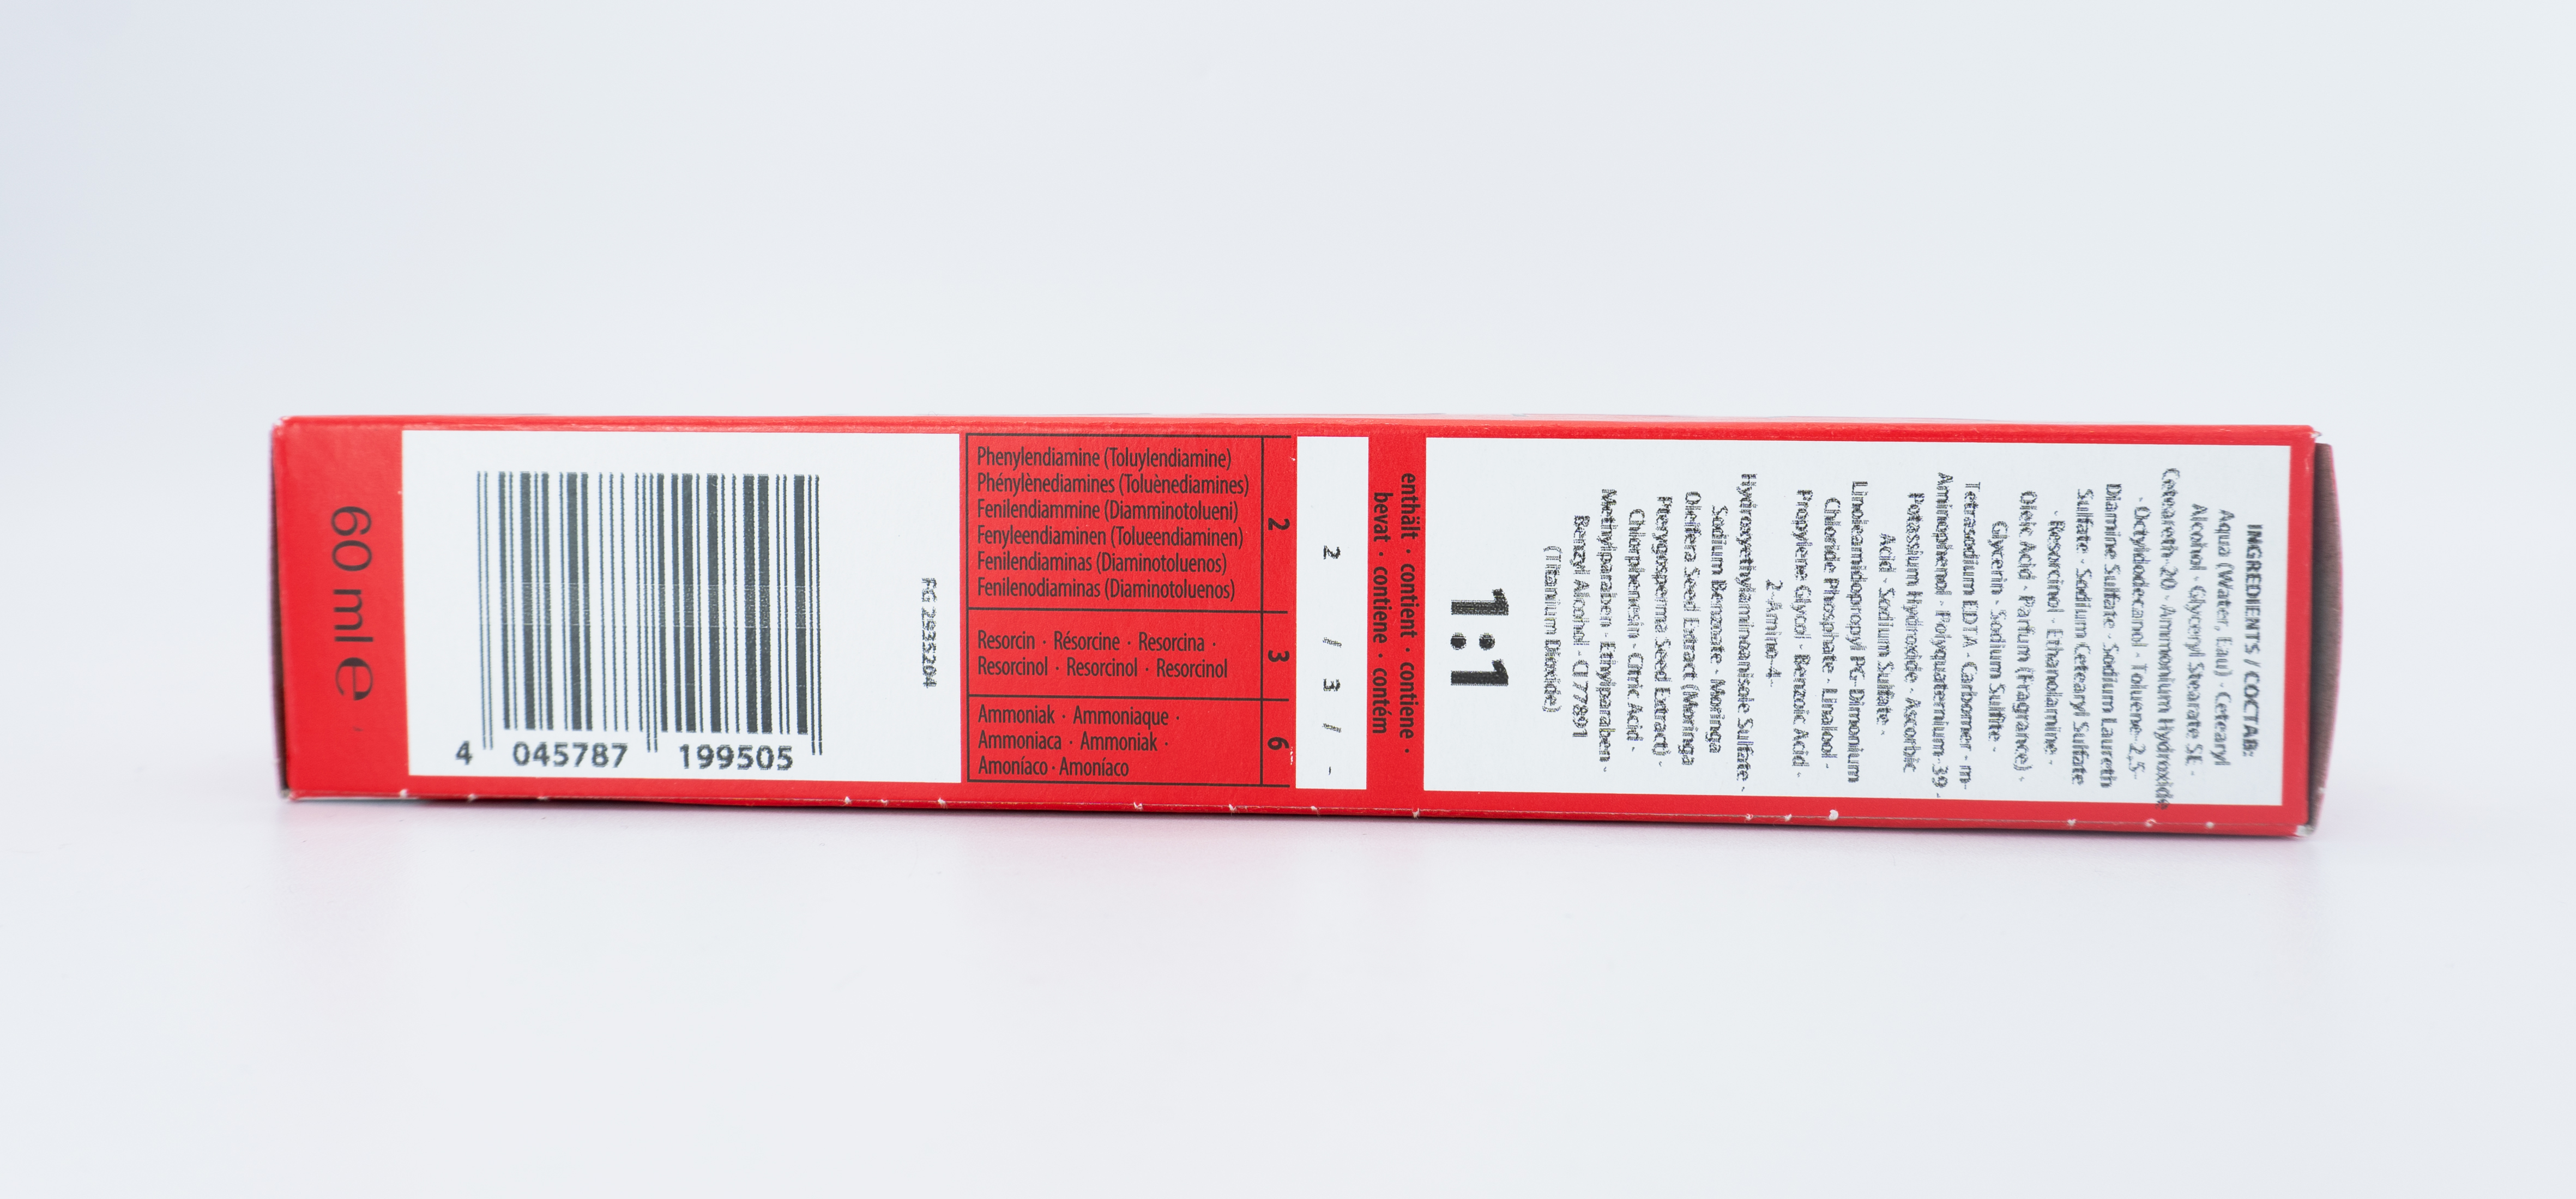 INGREDIENTS / СОСТАВ:
Aqua (Water, Eau) · Cetearyl
Alcohol · Glyceryl Stearate SE ·
Ceteareth-20 · Ammonium Hydroxide
· Octyldodecanol · Toluene-2,5-
Diamine Sulfate · Sodium Laureth
Sulfate · Sodium Cetearyl Sulfate
· Resorcinol · Ethanolamine ·
Oleic Acid · Parfum (Fragrance) ·
Glycerin · Sodium Sulfite ·
Tetrasodium EDTA · Carbomer · m-
Aminophenol · Polyquaternium-39 ·
Potassium Hydroxide · Ascorbic
Acid · Sodium Sulfate ·
Linoleamidopropyl PG-Dimonium
Chloride Phosphate · Linalool ·
Propylene Glycol · Benzoic Acid ·
2-Amino-4-
Hydroxyethylaminoanisole Sulfate ·
Sodium Benzoate · Moringa
Oleifera Seed Extract (Moringa
Pterygosperma Seed Extract) ·
Chlorphenesin · Citric Acid ·
Methylparaben · Ethylparaben ·
Benzyl Alcohol · CI 77891
(Titanium Dioxide)
1:1
enthält · contient · contiene ·
bevat · contiene · contém
2 / 3 / -
2
Phenylendiamine (Toluylendiamine)
Phénylènediamines (Toluènediamines)
Fenilendiammine (Diamminotolueni)
Fenyleendiaminen (Tolueendiaminen)
Fenilendiaminas (Diaminotoluenos)
Fenilenodiaminas (Diaminotoluenos)
3
Resorcin · Résorcine · Resorcina ·
Resorcinol · Resorcinol · Resorcinol
6
Ammoniak · Ammoniaque ·
Ammoniaca · Ammoniak ·
Amoníaco · Amoníaco
FG 2935204
4 045787 199505
60 ml e